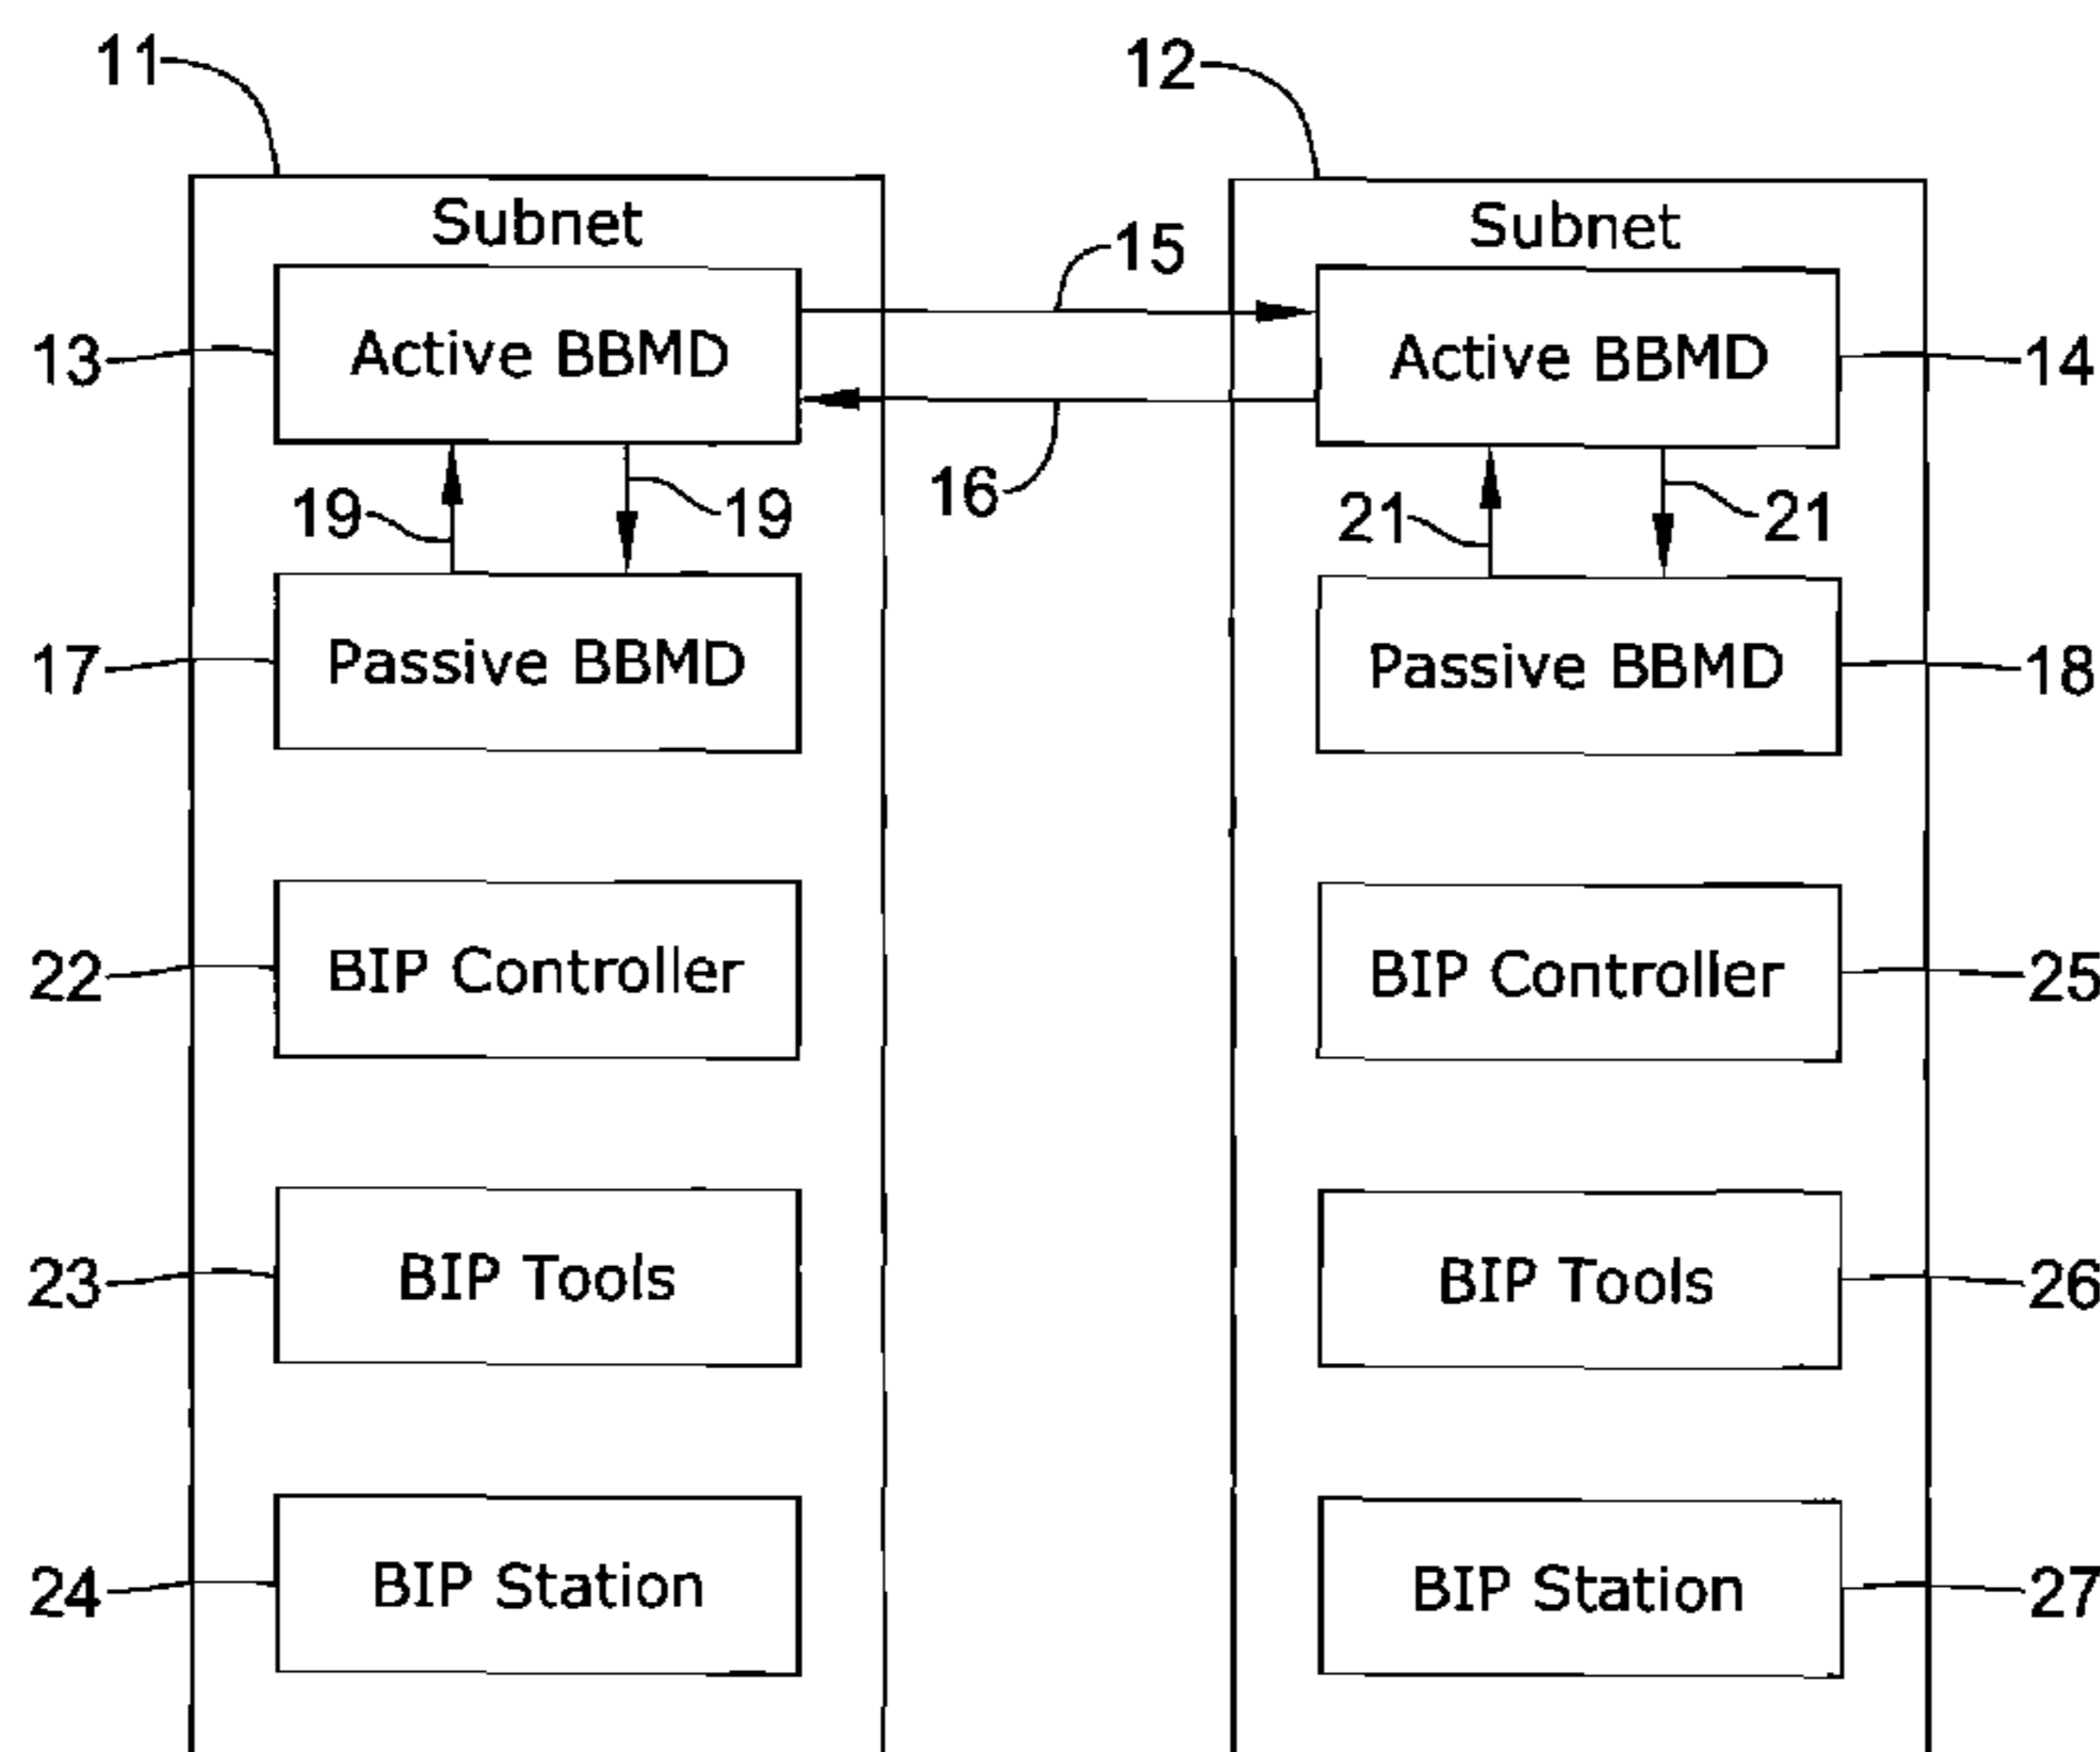 11
12
Subnet
Subnet
15
13
Active BBMD
Active BBMD
14
16
19
19
21
21
17
Passive BBMD
Passive BBMD
18
22
BIP Controller
BIP Controller
25
23
BIP Tools
BIP Tools
26
24
BIP Station
BIP Station
27